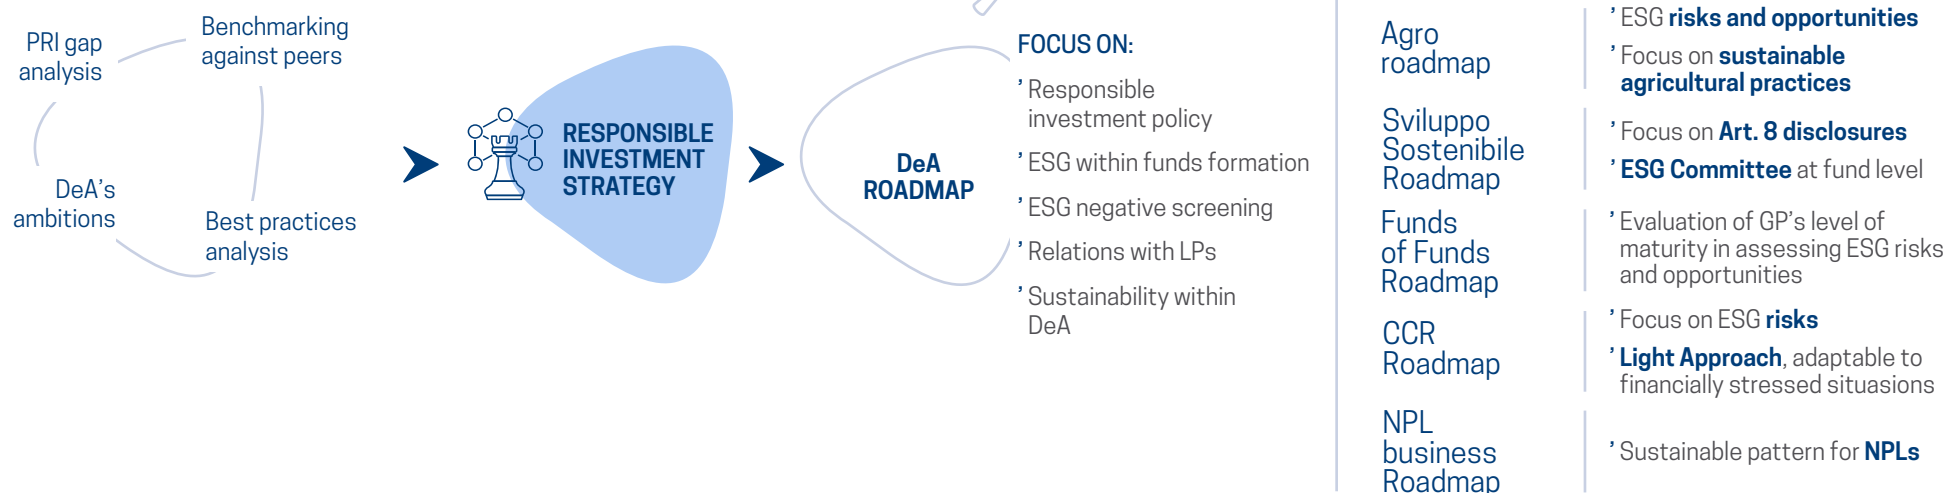 PRI gap
analysis
Benchmarking
against peers
DeA's
ambitions
Best practices
analysis
RESPONSIBLE
INVESTMENT
STRATEGY
DeA
ROADMAP
FOCUS ON:
’ Responsible
investment policy
’ ESG within funds formation
’ ESG negative screening
’ Relations with LPs
’ Sustainability within
DeA
Agro
roadmap
’ ESG risks and opportunities
’ Focus on sustainable
agricultural practices
Sviluppo
Sostenibile
Roadmap
’ Focus on Art. 8 disclosures
’ ESG Committee at fund level
Funds
of Funds
Roadmap
’ Evaluation of GP's level of
maturity in assessing ESG risks
and opportunities
CCR
Roadmap
’ Focus on ESG risks
’ Light Approach, adaptable to
financially stressed situasions
NPL
business
Roadmap
’ Sustainable pattern for NPLs